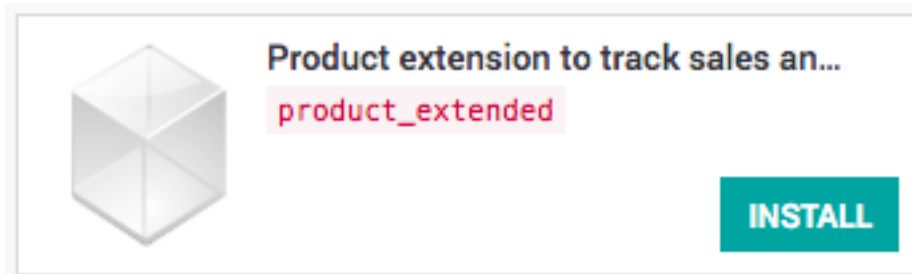 Product extension to track sales an...
product_extended
INSTALL